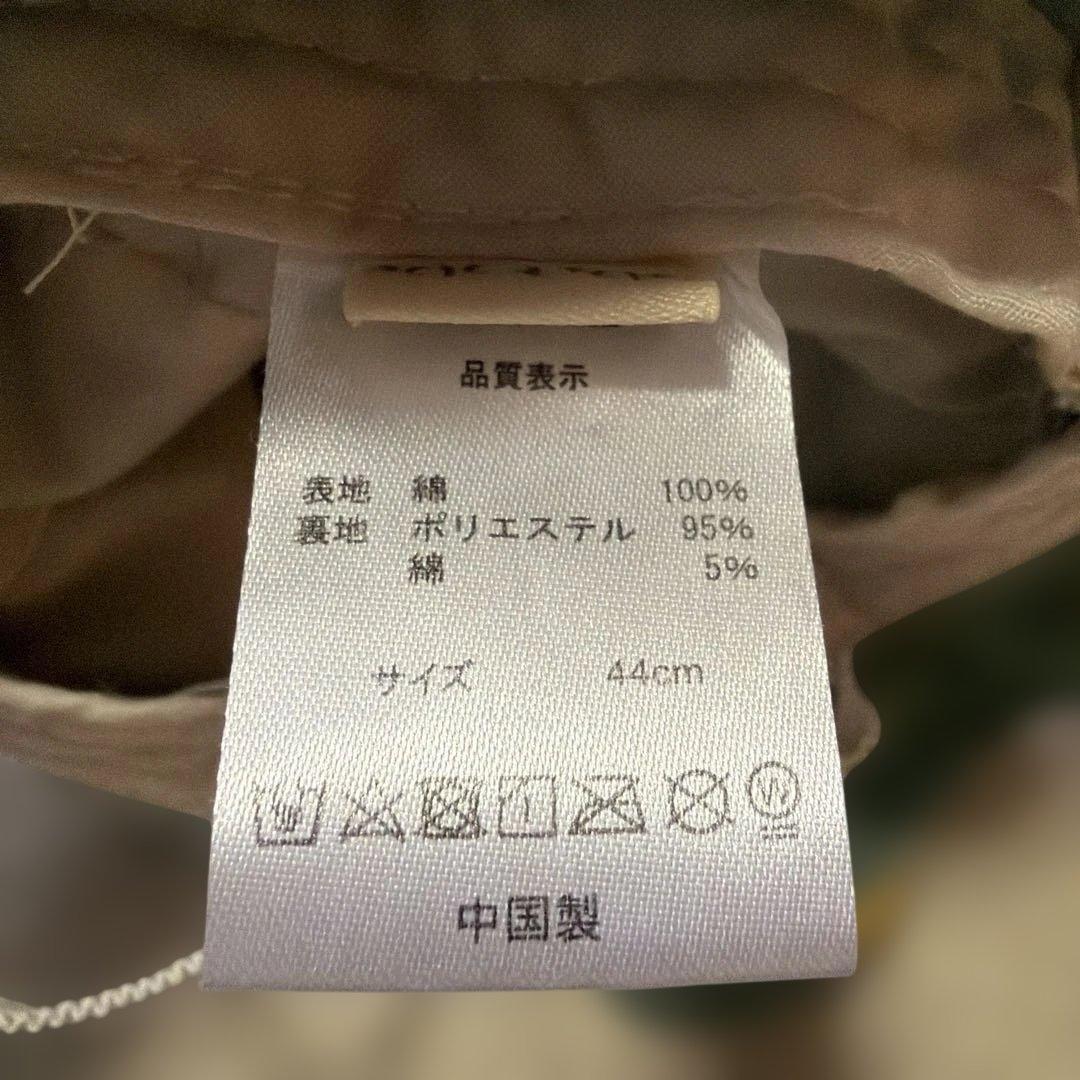 品質表示
表地 綿 100%
裏地 ポリエステル 95%
綿 5%
サイズ 44cm
中国製